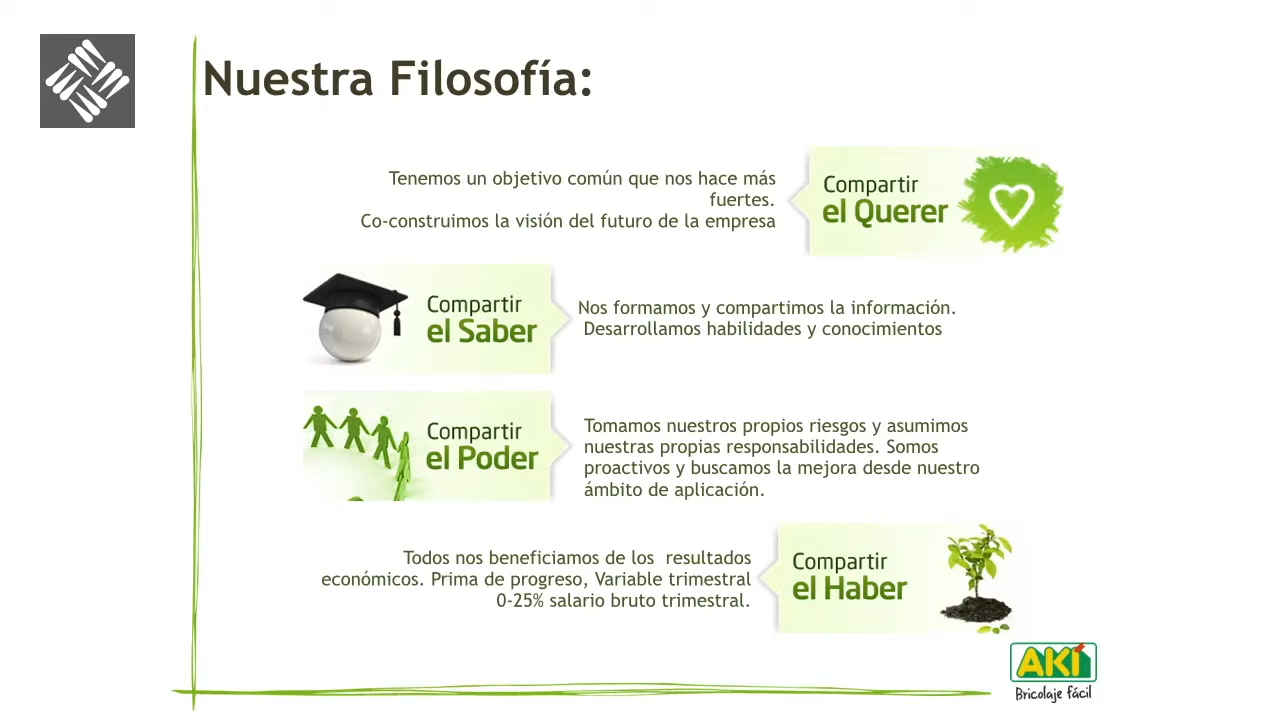 Nuestra Filosofía:
Tenemos un objetivo común que nos hace más
fuertes.
Co-construimos la visión del futuro de la empresa
Compartir
el Querer
Compartir
el Saber
Nos formamos y compartimos la información.
Desarrollamos habilidades y conocimientos
Compartir
el Poder
Tomamos nuestros propios riesgos y asumimos
nuestras propias responsabilidades. Somos
proactivos y buscamos la mejora desde nuestro
ámbito de aplicación.
Todos nos beneficiamos de los resultados
económicos. Prima de progreso, Variable trimestral
0-25% salario bruto trimestral.
Compartir
el Haber
AKÍ
Bricolaje fácil